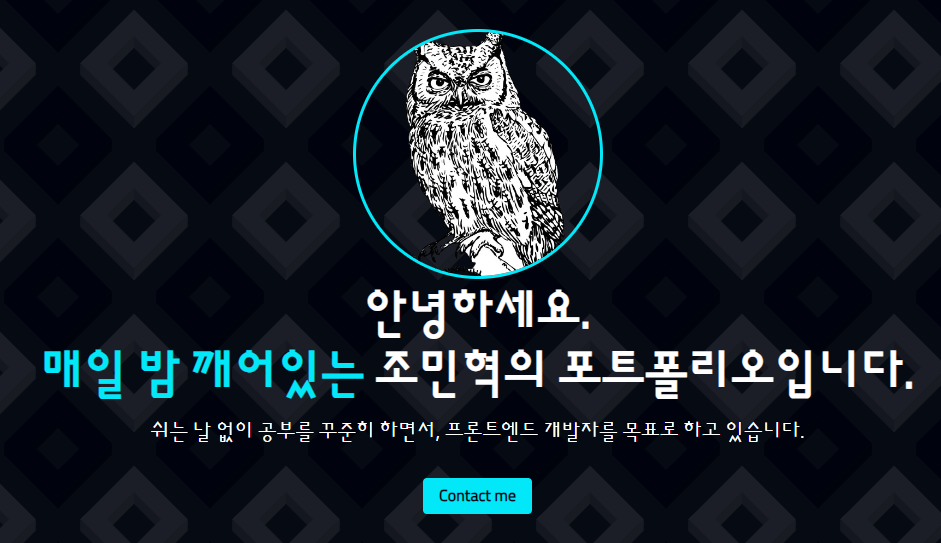 안녕하세요.
매일 밤 깨어있는 조민혁의 포트폴리오입니다.
쉬는 날 없이 공부를 꾸준히 하면서, 프론트엔드 개발자를 목표로 하고 있습니다.
Contact me